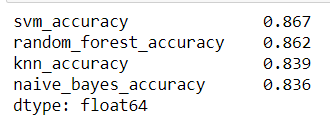 svm_accuracy 0.867
random_forest_accuracy 0.862
knn_accuracy 0.839
naive_bayes_accuracy 0.836
dtype: float64